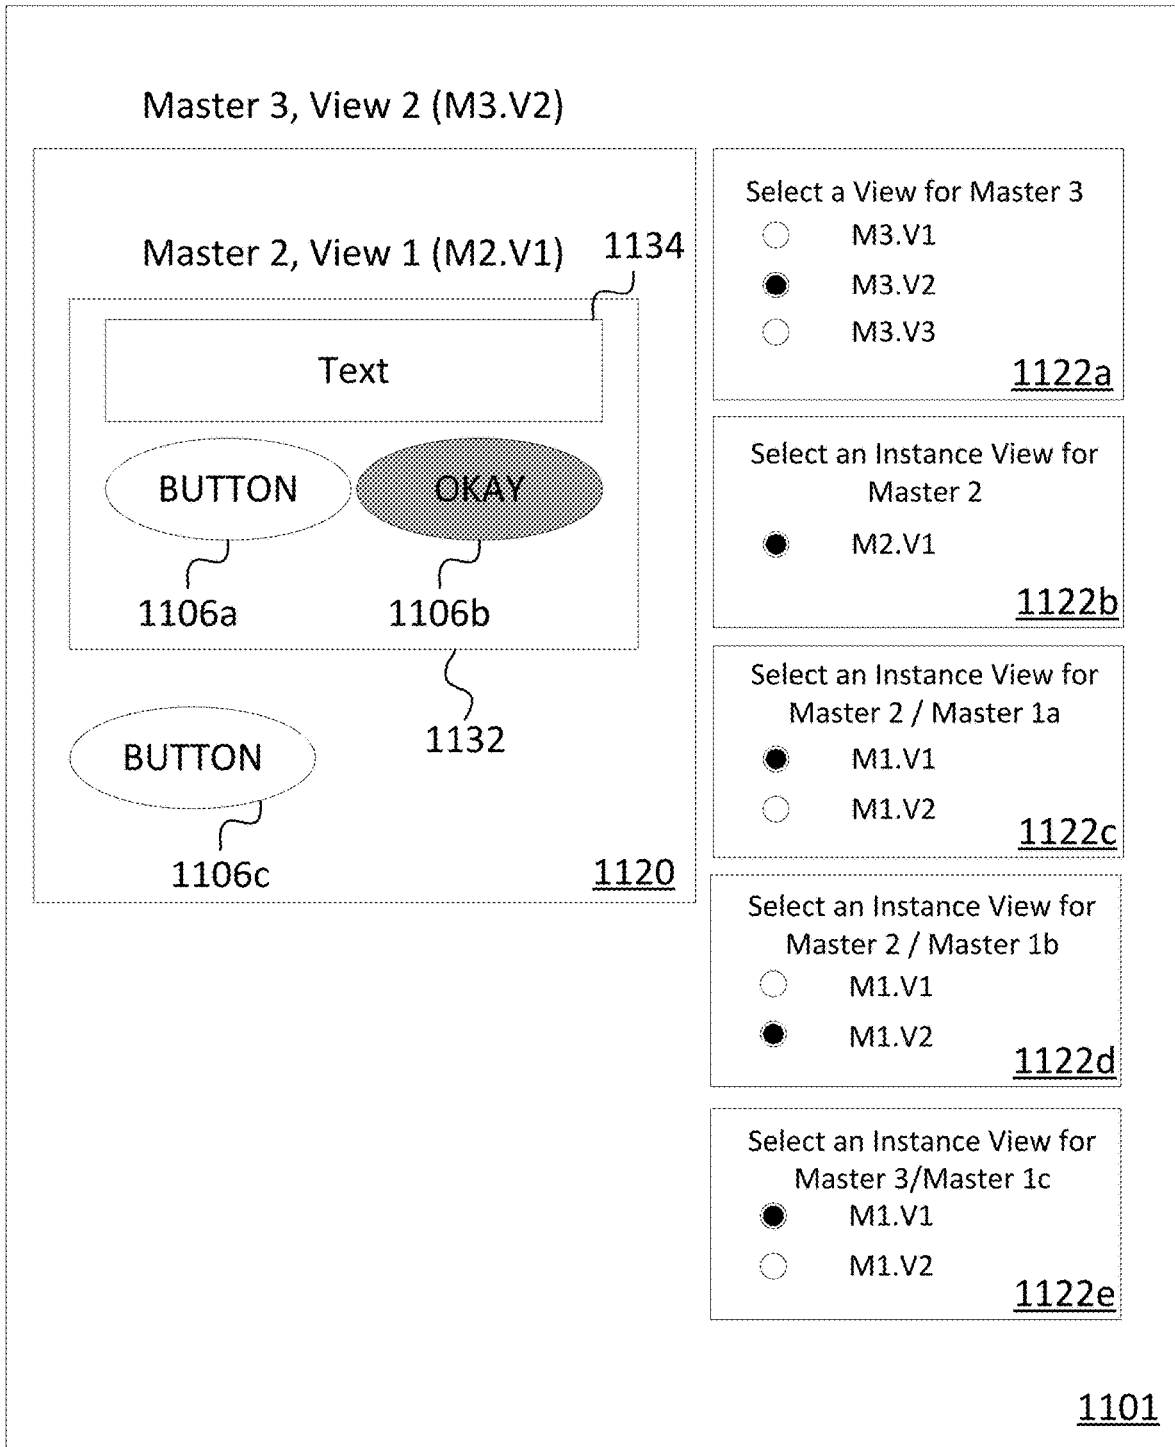 Master 3, View 2 (M3.V2)
Master 2, View 1 (M2.V1)
1134
Text
BUTTON
OKAY
1106a
1106b
1132
BUTTON
1106c
1120
Select a View for Master 3
M3.V1
M3.V2
M3.V3
1122a
Select an Instance View for
Master 2
M2.V1
1122b
Select an Instance View for
Master 2 / Master 1a
M1.V1
M1.V2
1122c
Select an Instance View for
Master 2 / Master 1b
M1.V1
M1.V2
1122d
Select an Instance View for
Master 3/Master 1c
M1.V1
M1.V2
1122e
1101